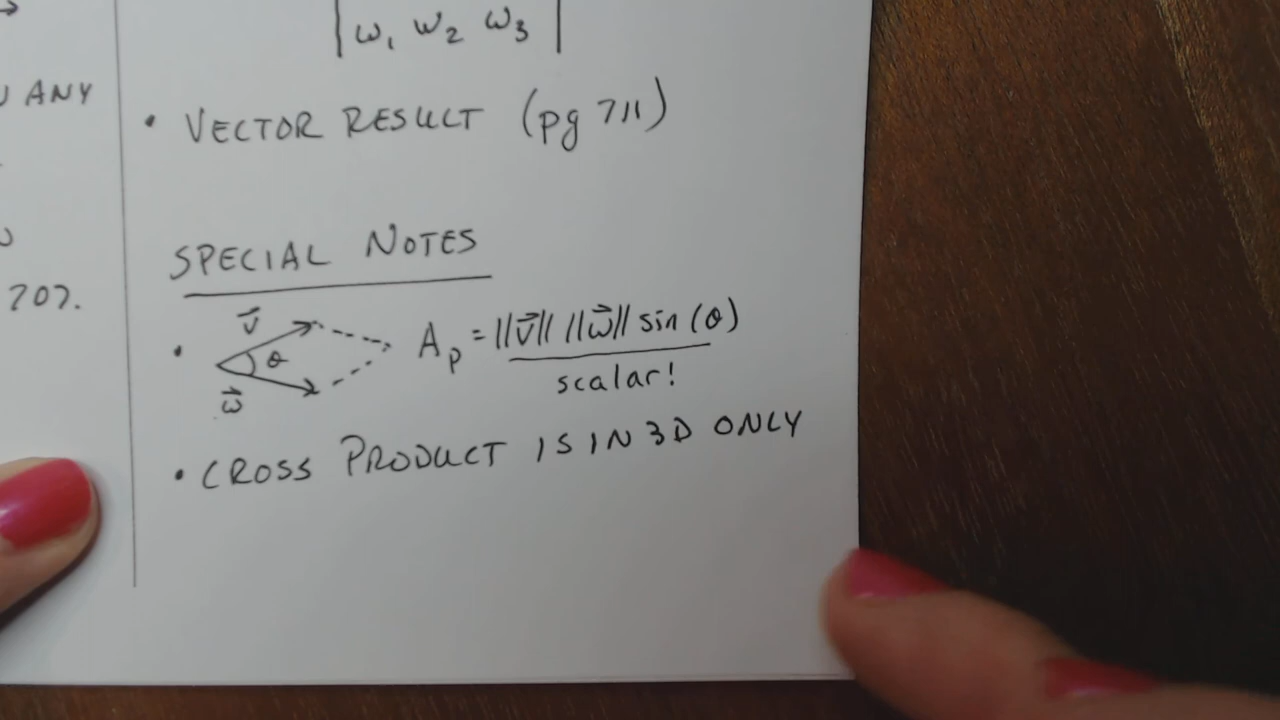 ANY
707.
| ω₁ ω₂ ω₃ |
• VECTOR RESULT (pg 711)
SPECIAL NOTES
• v⃗ θ w⃗ Aₚ = ||v⃗|| ||w⃗|| sin (θ)
scalar!
• CROSS PRODUCT IS IN 3D ONLY